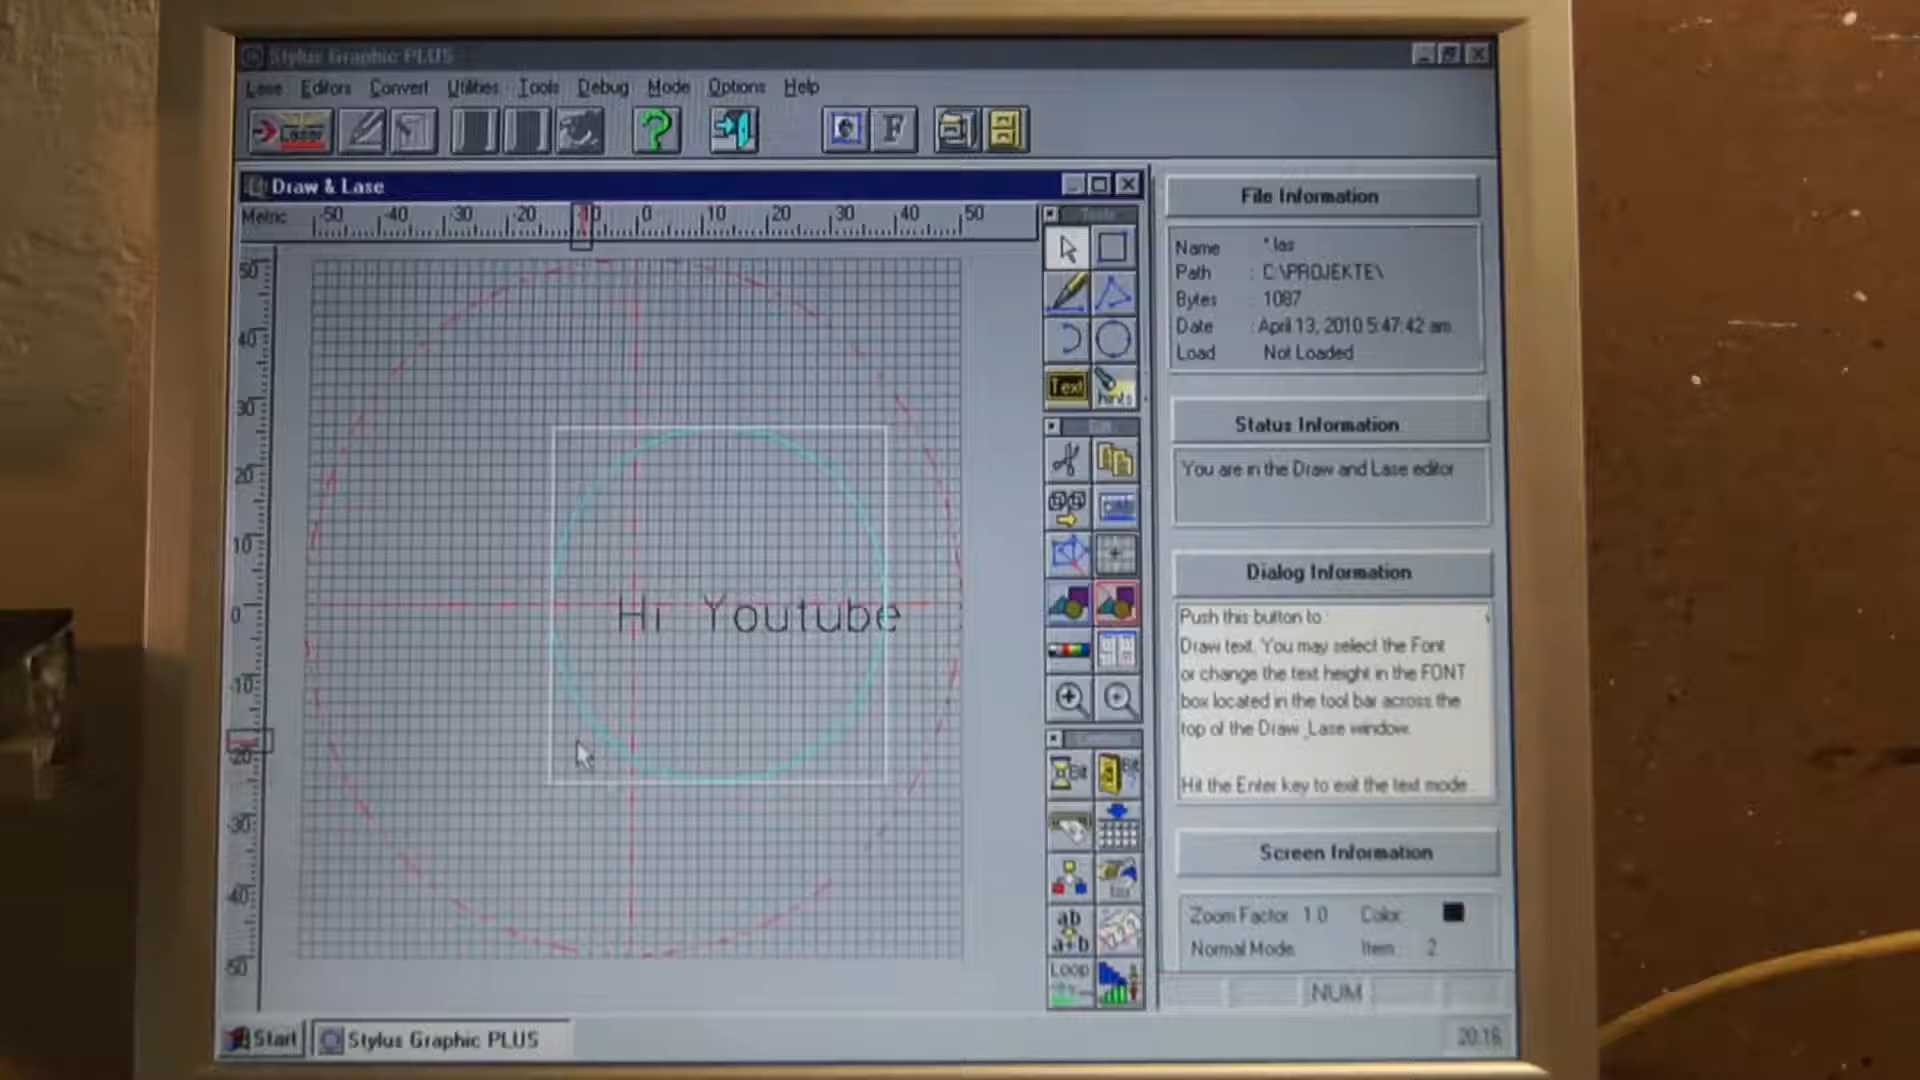 Stylus Graphic PLUS
Lase Editors Convert Utilities Tools Debug Mode Options Help
Laser
? F
Draw & Lase
Metric -50 -40 -30 -20 -10 0 10 20 30 40 50
50
40
30
20
10
0
-10
-20
-30
-40
-50
Hi Youtube
Tools
Text
hints
Edit
Bit
Bit
?
ab
a+b
Loop
File Information
Name *.las
Path : C:\PROJEKTE\
Bytes : 1087
Date : April 13, 2010 5:47:42 am
Load Not Loaded
Status Information
You are in the Draw and Lase editor
Dialog Information
Push this button to :
Draw text. You may select the Font
or change the text height in the FONT
box located in the tool bar across the
top of the Draw_Lase window.
Hit the Enter key to exit the text mode
Screen Information
Zoom Factor 1.0 Color:
Normal Mode Item: 2
NUM
Start Stylus Graphic PLUS 20:16